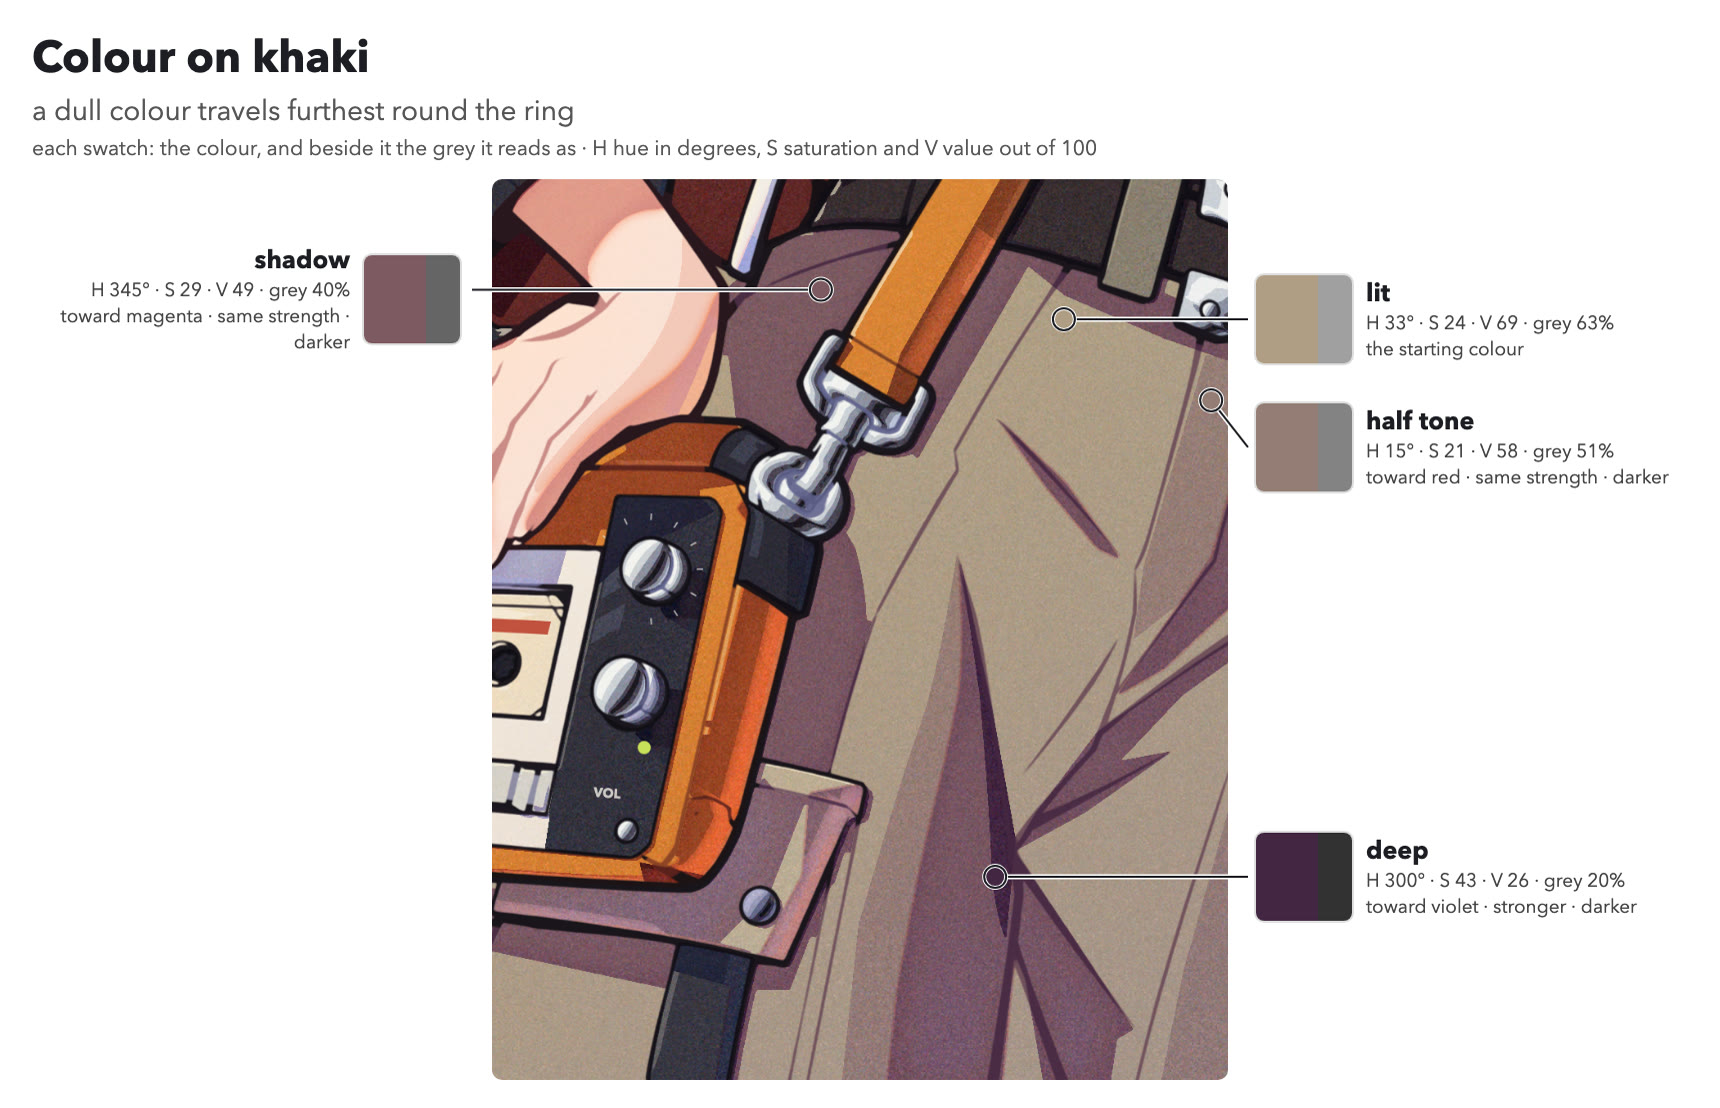 Colour on khaki
a dull colour travels furthest round the ring
each swatch: the colour, and beside it the grey it reads as · H hue in degrees, S saturation and V value out of 100
shadow
H 345° · S 29 · V 49 · grey 40%
toward magenta · same strength ·
darker
lit
H 33° · S 24 · V 69 · grey 63%
the starting colour
half tone
H 15° · S 21 · V 58 · grey 51%
toward red · same strength · darker
VOL
deep
H 300° · S 43 · V 26 · grey 20%
toward violet · stronger · darker